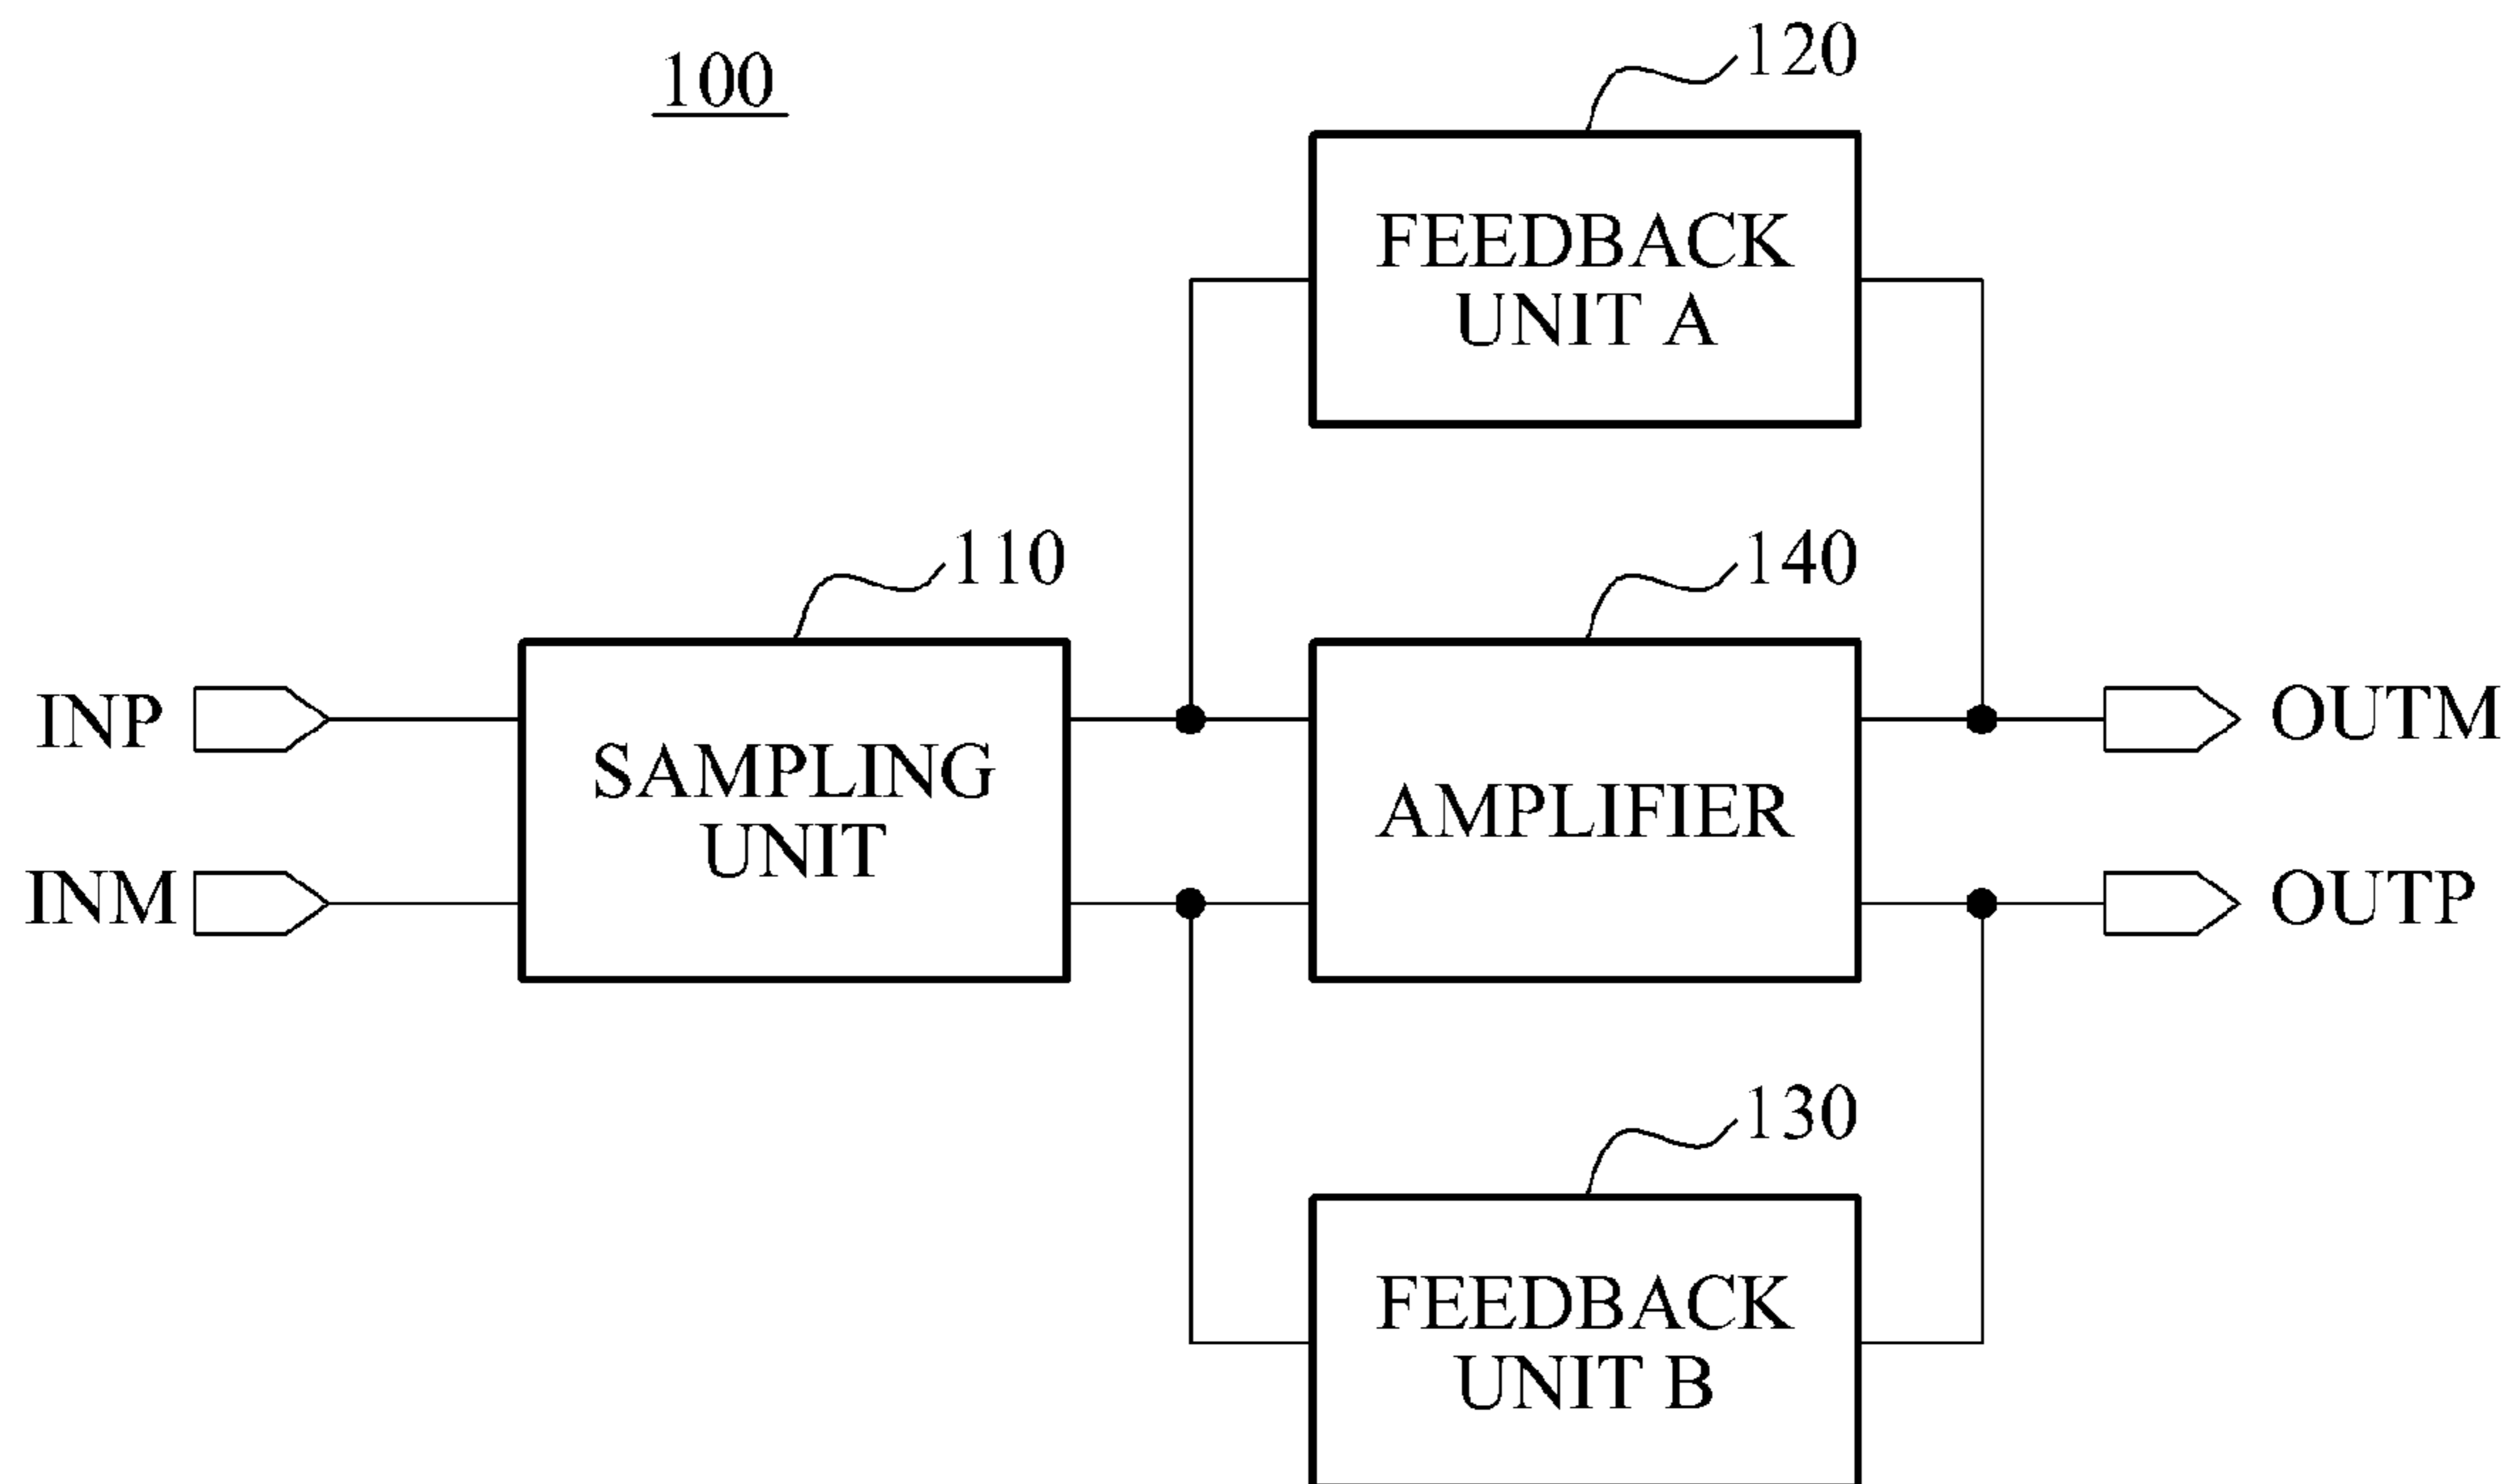 100
120
FEEDBACK
UNIT A
110
140
INP
SAMPLING
UNIT
AMPLIFIER
OUTM
INM
OUTP
130
FEEDBACK
UNIT B